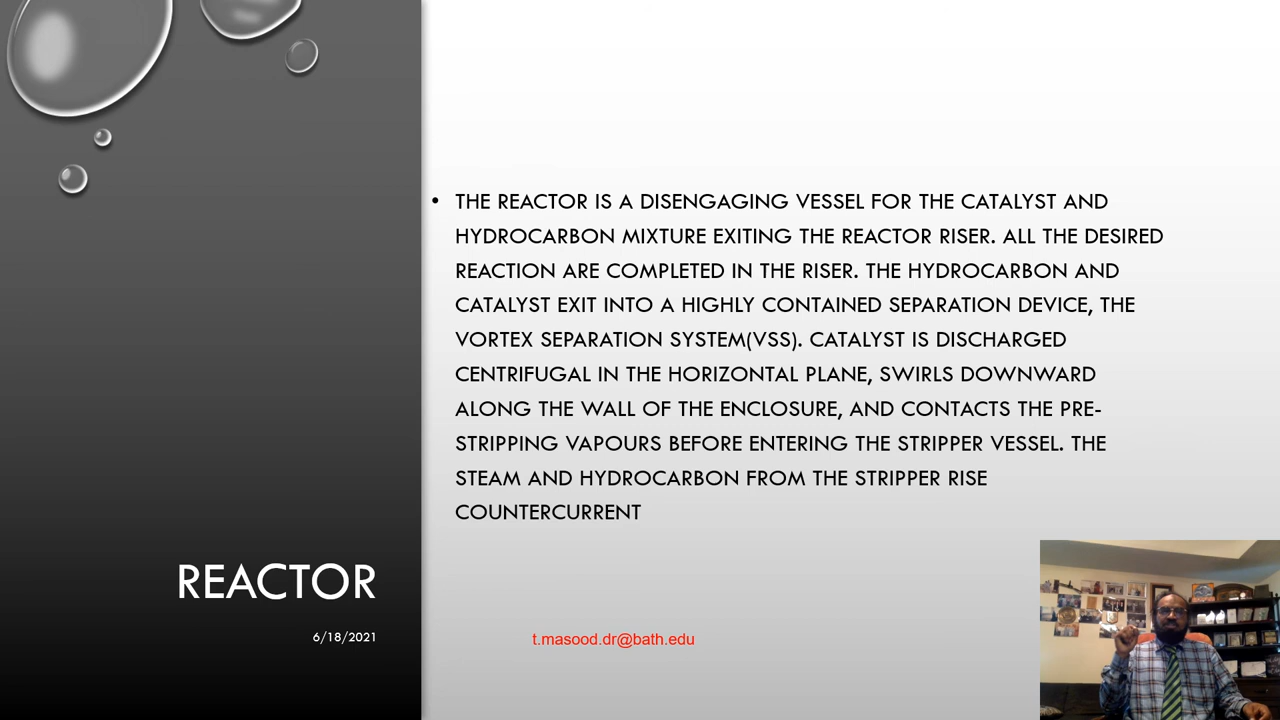 • THE REACTOR IS A DISENGAGING VESSEL FOR THE CATALYST AND
HYDROCARBON MIXTURE EXITING THE REACTOR RISER. ALL THE DESIRED
REACTION ARE COMPLETED IN THE RISER. THE HYDROCARBON AND
CATALYST EXIT INTO A HIGHLY CONTAINED SEPARATION DEVICE, THE
VORTEX SEPARATION SYSTEM(VSS). CATALYST IS DISCHARGED
CENTRIFUGAL IN THE HORIZONTAL PLANE, SWIRLS DOWNWARD
ALONG THE WALL OF THE ENCLOSURE, AND CONTACTS THE PRE-
STRIPPING VAPOURS BEFORE ENTERING THE STRIPPER VESSEL. THE
STEAM AND HYDROCARBON FROM THE STRIPPER RISE
COUNTERCURRENT
REACTOR
6/18/2021
t.masood.dr@bath.edu